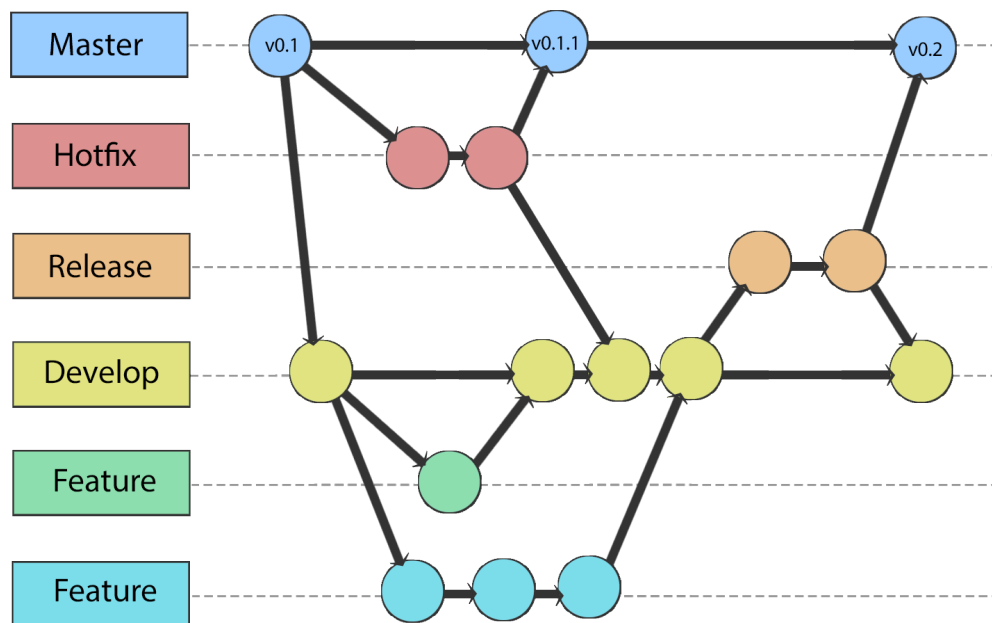 Master
v0.1
v0.1.1
v0.2
Hotfix
Release
Develop
Feature
Feature